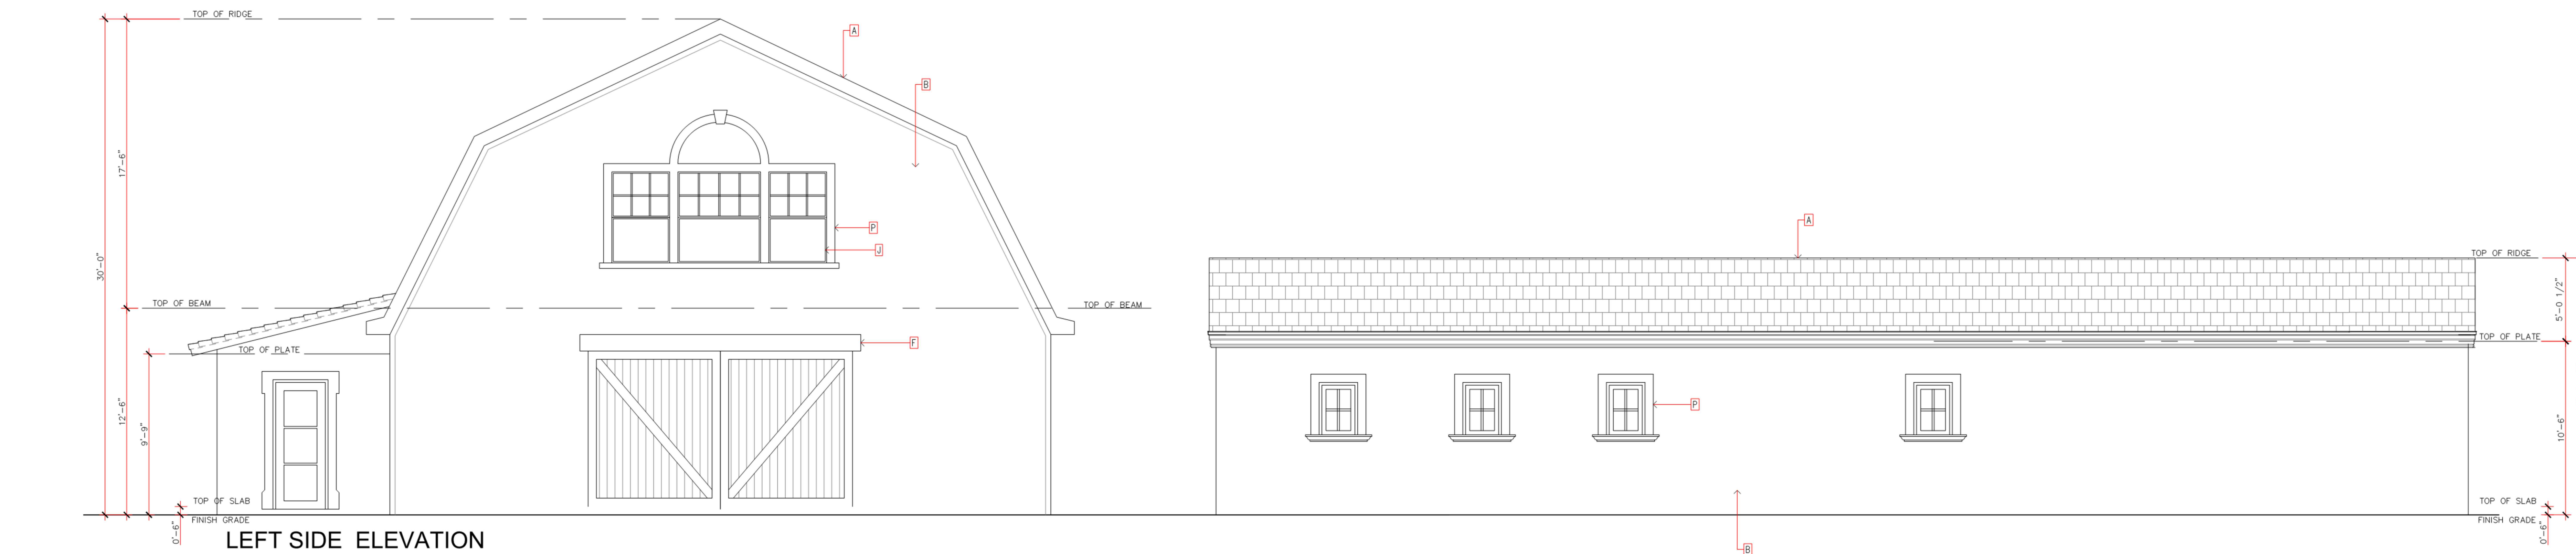 TOP OF RIDGE
A
B
17'-6"
30'-0"
P
J
A
TOP OF RIDGE
5'-0 1/2"
TOP OF BEAM
TOP OF BEAM
TOP OF PLATE
F
TOP OF PLATE
12'-6"
9'-9"
P
10'-6"
TOP OF SLAB
TOP OF SLAB
FINISH GRADE
FINISH GRADE
0'-6"
0'-6"
LEFT SIDE ELEVATION
B